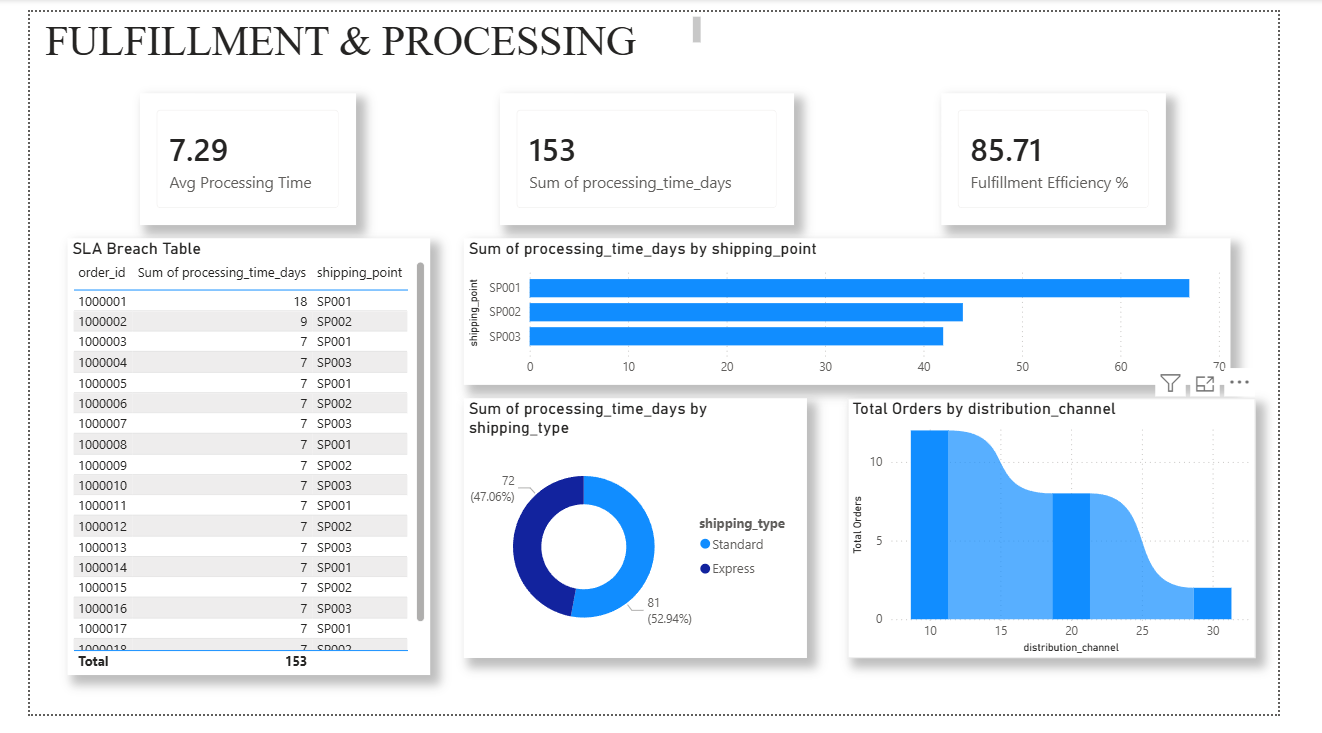 FULFILLMENT & PROCESSING
7.29
Avg Processing Time
153
Sum of processing_time_days
85.71
Fulfillment Efficiency %
SLA Breach Table
order_id Sum of processing_time_days shipping_point
1000001 18 SP001
1000002 9 SP002
1000003 7 SP001
1000004 7 SP003
1000005 7 SP001
1000006 7 SP002
1000007 7 SP003
1000008 7 SP001
1000009 7 SP002
1000010 7 SP003
1000011 7 SP001
1000012 7 SP002
1000013 7 SP003
1000014 7 SP001
1000015 7 SP002
1000016 7 SP003
1000017 7 SP001
1000018 7 SP002
Total 153
Sum of processing_time_days by shipping_point
shipping_point
SP001
SP002
SP003
0 10 20 30 40 50 60 70
Sum of processing_time_days by
shipping_type
72
(47.06%)
81
(52.94%)
shipping_type
Standard
Express
Total Orders by distribution_channel
Total Orders
10
5
0
10 15 20 25 30
distribution_channel